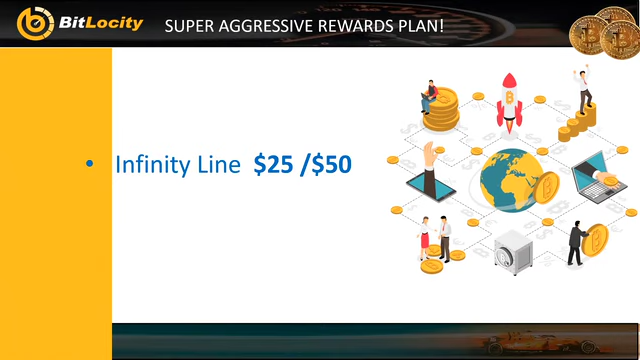 BitLocity
SUPER AGGRESSIVE REWARDS PLAN!
• Infinity Line $25 /$50